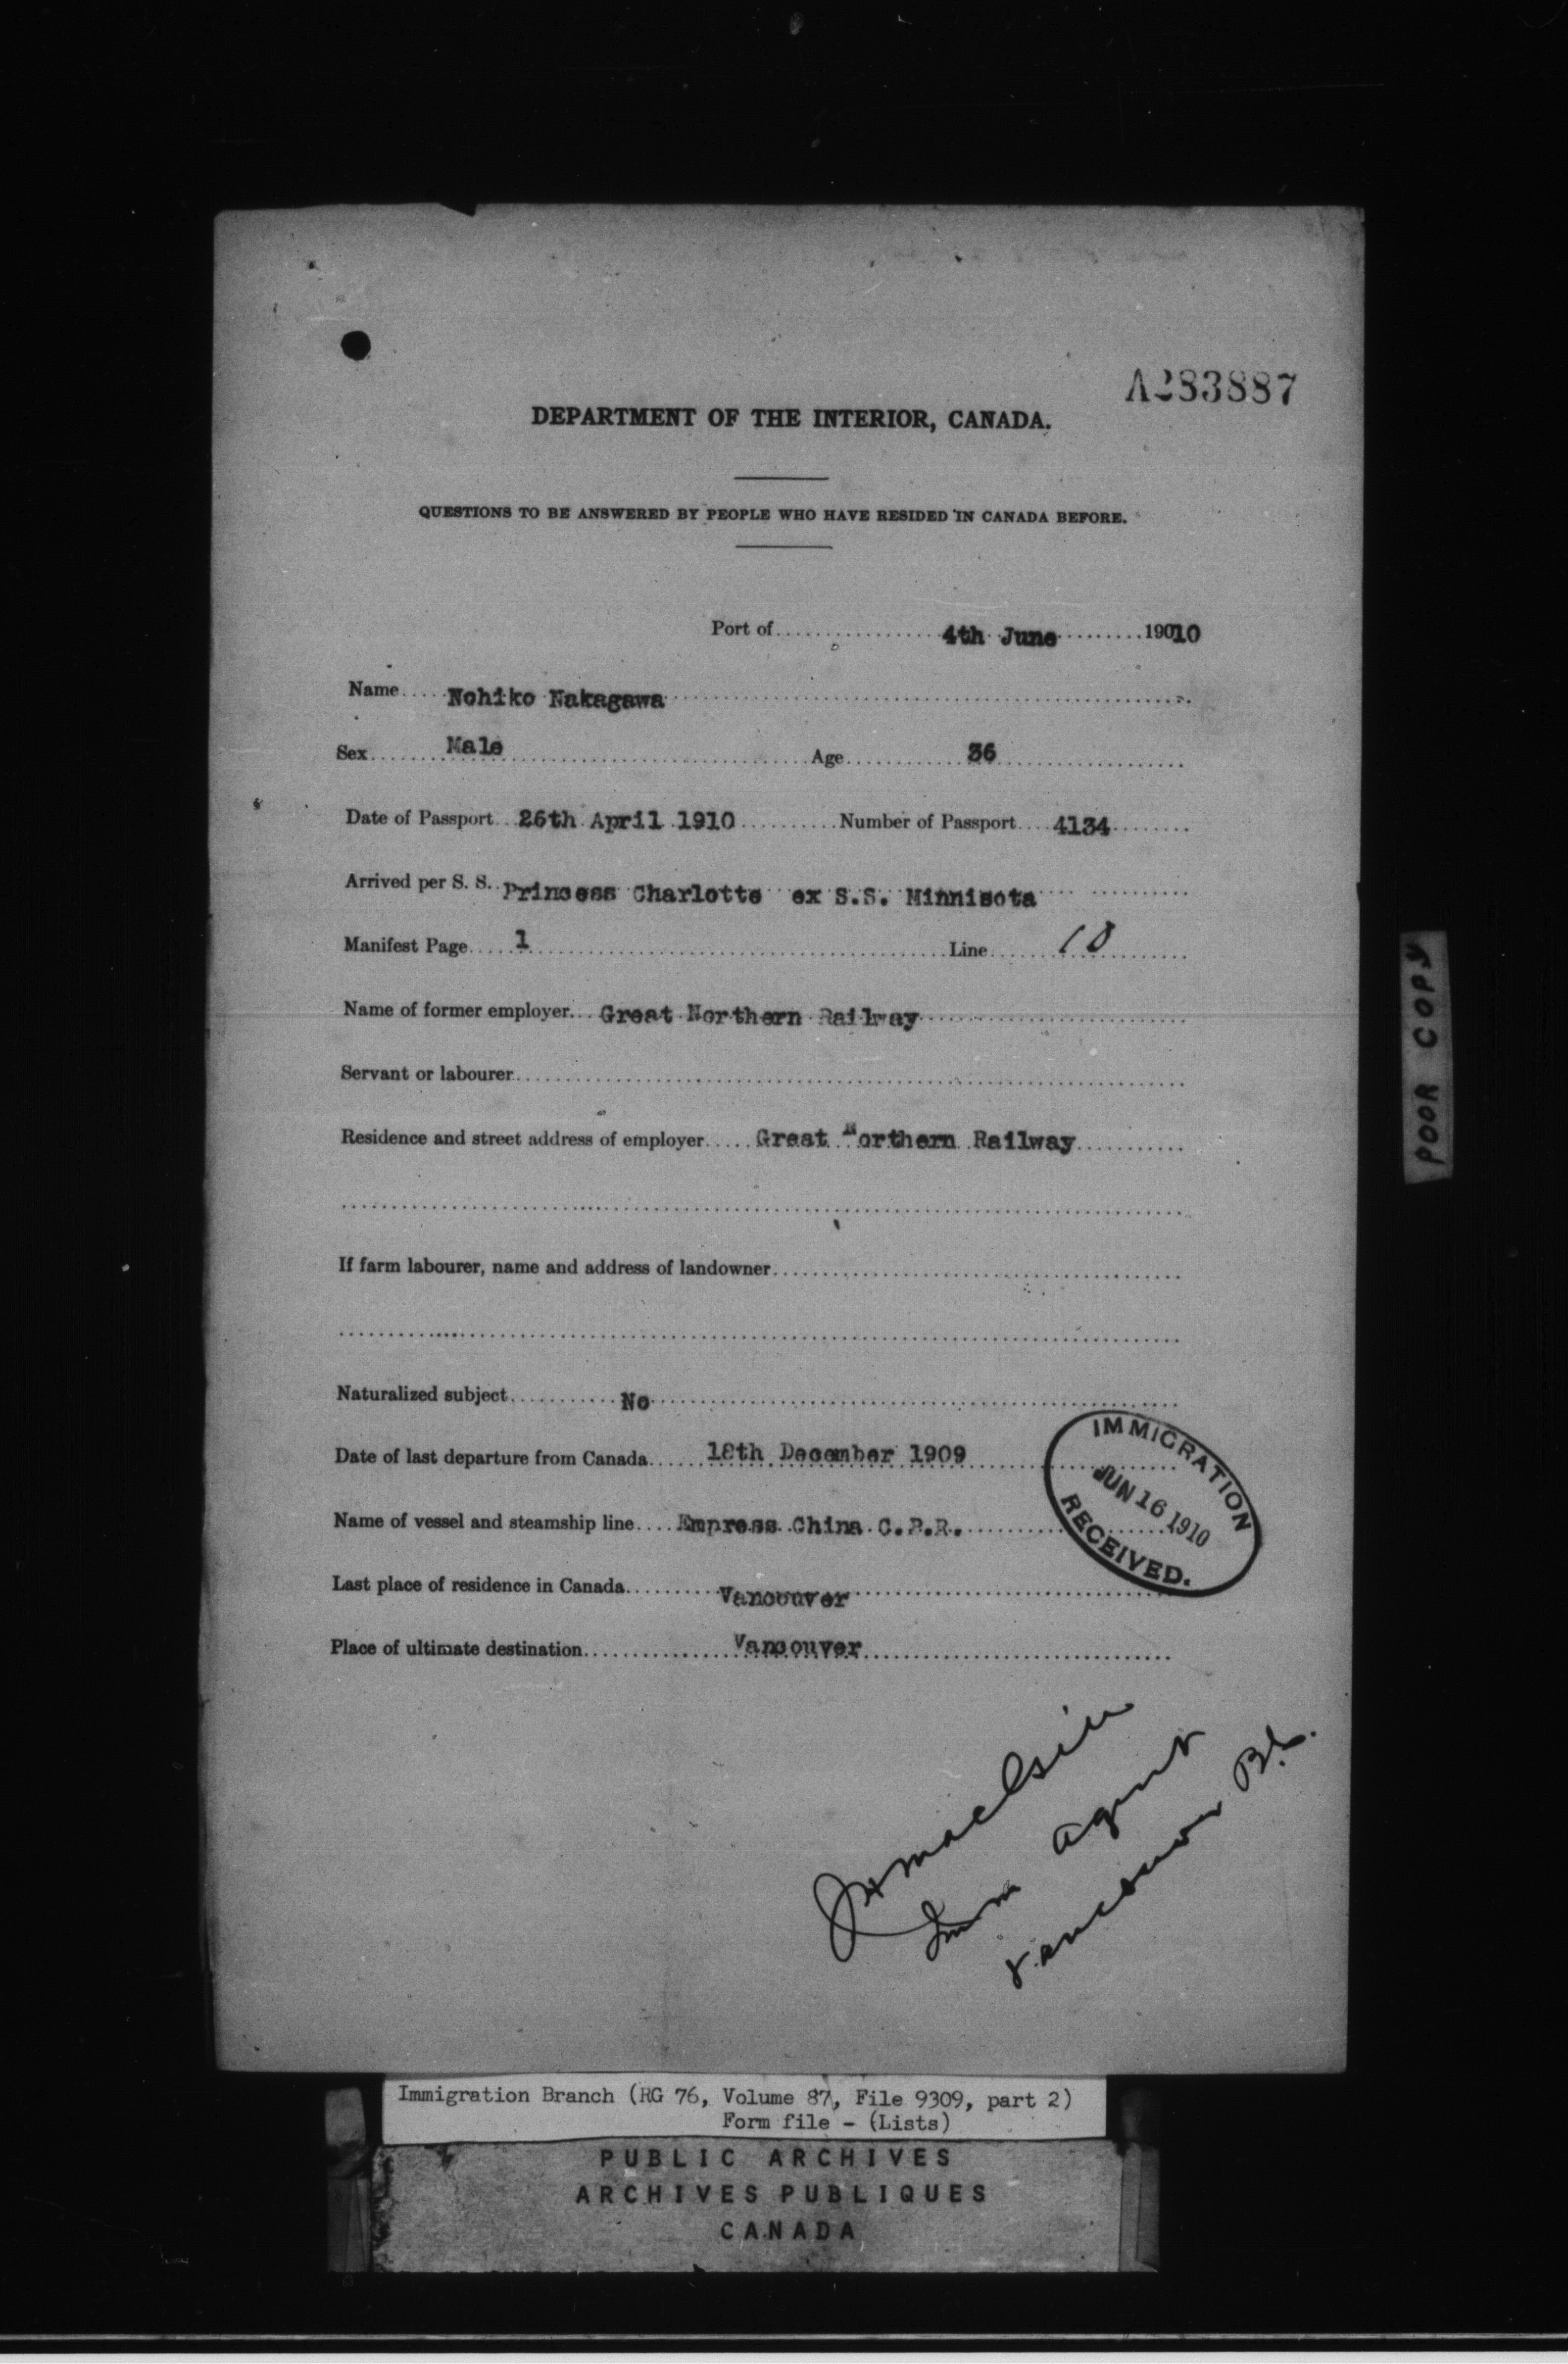 A283887
DEPARTMENT OF THE INTERIOR, CANADA.
QUESTIONS TO BE ANSWERED BY PEOPLE WHO HAVE RESIDED IN CANADA BEFORE.
Port of 4th June 19010
Name Nohiko Nakagawa
Sex Male Age 36
Date of Passport 26th April 1910 Number of Passport 4134
Arrived per S. S. Princess Charlotte ex S.S. Minnisota
Manifest Page 1 Line 10
Name of former employer Great Northern Railway
Servant or labourer
Residence and street address of employer Great Northern Railway
If farm labourer, name and address of landowner
Naturalized subject No
Date of last departure from Canada 18th December 1909
Name of vessel and steamship line Empress China C.P.R.
Last place of residence in Canada Vancouver
Place of ultimate destination Vancouver
IMMIGRATION
JUN 16 1910
RECEIVED.
Imm Agent
Vancouver B.C.
POOR COPY
Immigration Branch (RG 76, Volume 87, File 9309, part 2)
Form file - (Lists)
PUBLIC ARCHIVES
ARCHIVES PUBLIQUES
CANADA